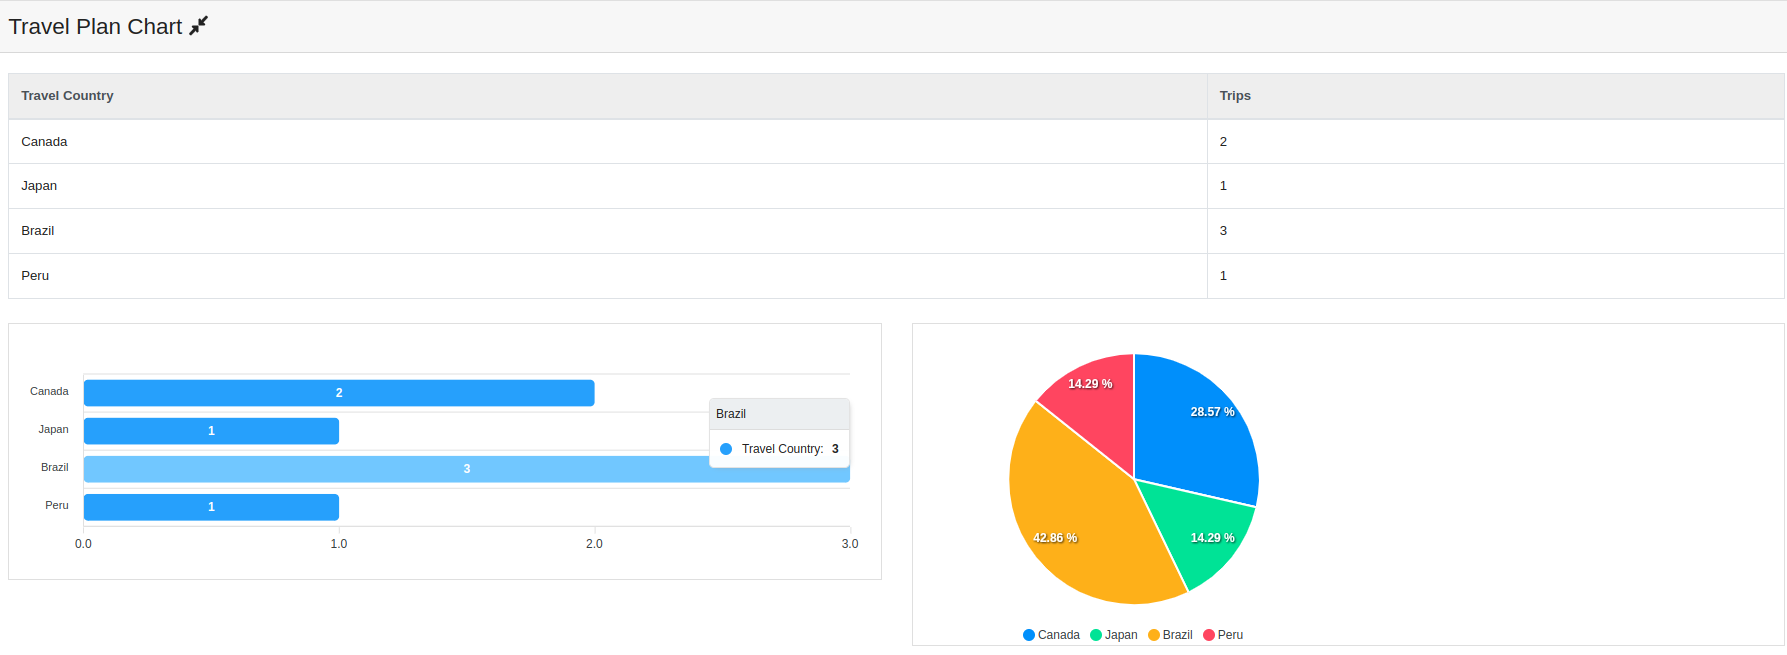 Travel Plan Chart
Travel Country Trips
Canada 2
Japan 1
Brazil 3
Peru 1
Canada 2
Japan 1
Brazil 3
Peru 1
0.0 1.0 2.0 3.0
Brazil
Travel Country: 3
14.29 %
28.57 %
42.86 %
14.29 %
Canada Japan Brazil Peru